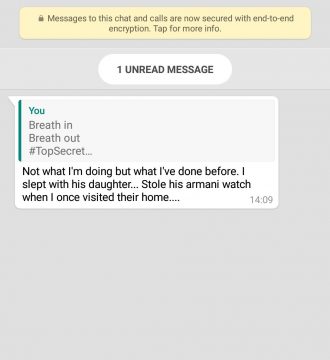 Messages to this chat and calls are now secured with end-to-end
encryption. Tap for more info.
1 UNREAD MESSAGE
You
Breath in
Breath out
#TopSecret...
Not what I'm doing but what I've done before. I
slept with his daughter... Stole his armani watch
when I once visited their home....
14:09